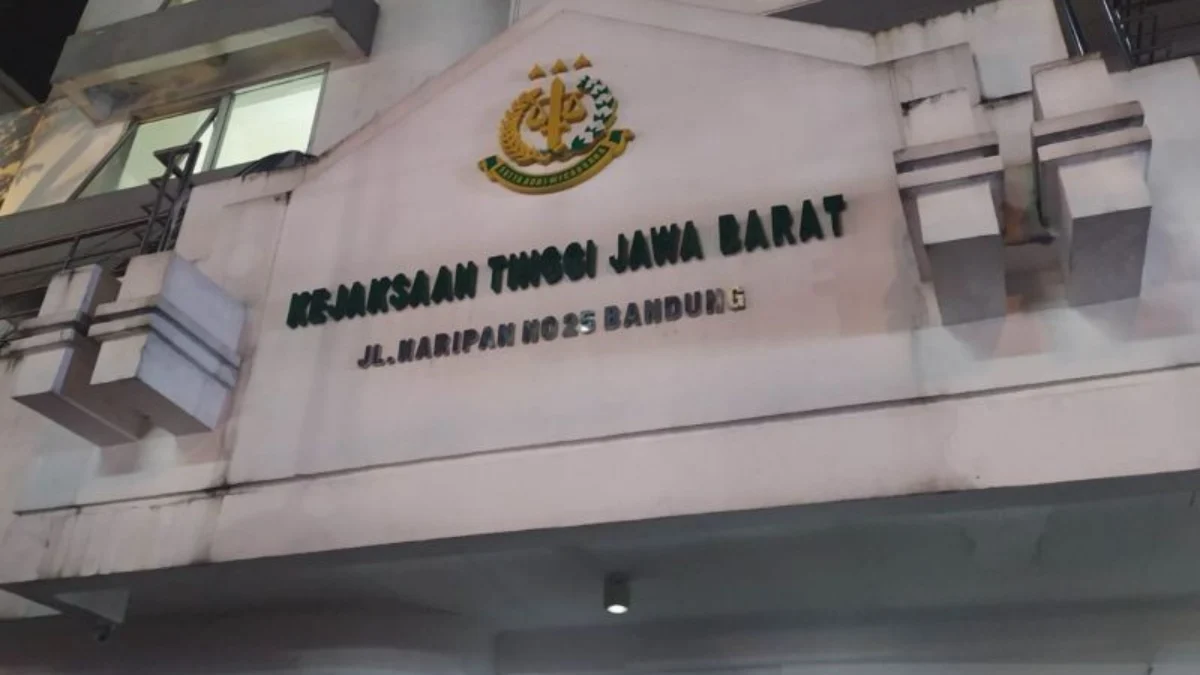 KEJAKSAAN TINGGI JAWA BARAT
JL.NARIPAN NO 25 BANDUNG